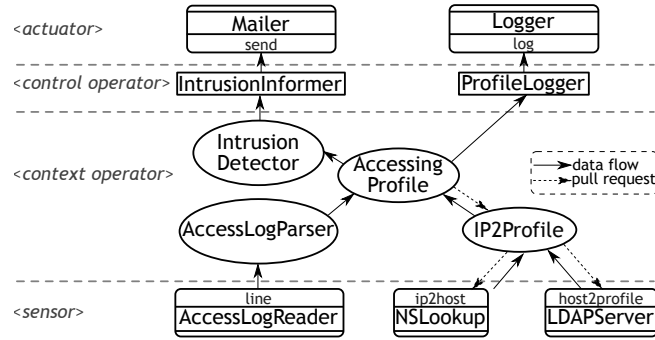 <actuator>
Mailer
send
Logger
log
<control operator>
IntrusionInformer
ProfileLogger
<context operator>
Intrusion
Detector
Accessing
Profile
data flow
pull request
AccessLogParser
IP2Profile
<sensor>
line
AccessLogReader
ip2host
NSLookup
host2profile
LDAPServer